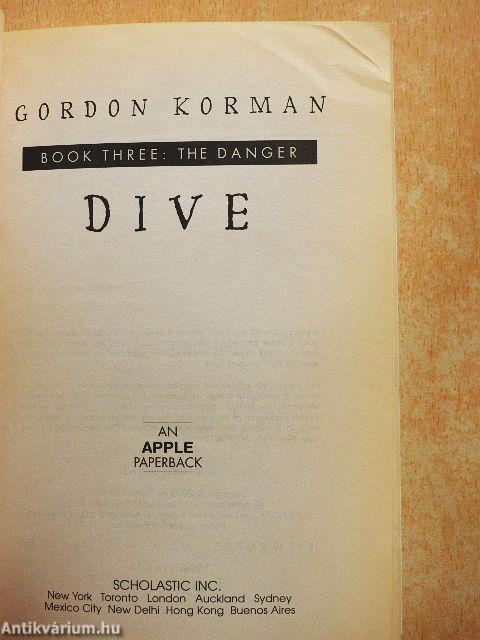 GORDON KORMAN
BOOK THREE: THE DANGER
DIVE
AN
APPLE
PAPERBACK
SCHOLASTIC INC.
New York Toronto London Auckland Sydney
Mexico City New Delhi Hong Kong Buenos Aires
Antikvárium.hu